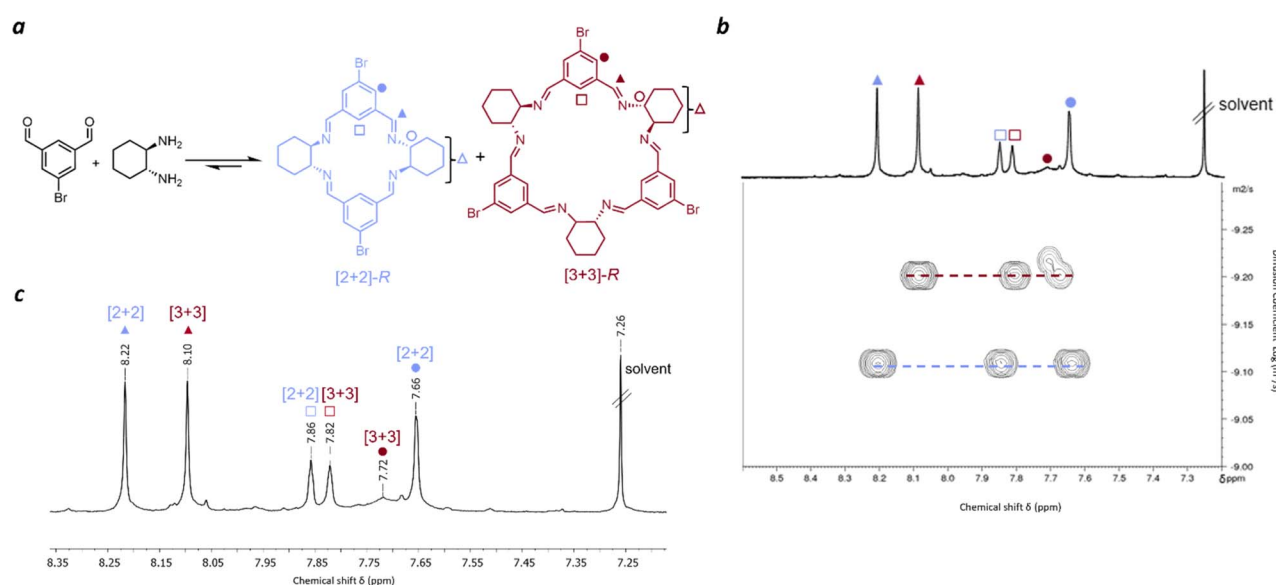 a
Br
N
N
N
N
Br
[2+2]-R
O
O
Br
+
NH₂
NH₂
+
Br
N
N
N
N
N
N
Br
Br
[3+3]-R
b
solvent
m2/s
-9.25
-9.20
-9.15
-9.10
-9.05
-9.00
8.5 8.4 8.3 8.2 8.1 8.0 7.9 7.8 7.7 7.6 7.5 7.4 7.3 δppm
Chemical shift δ (ppm)
c
[2+2]
8.22
[3+3]
8.10
[2+2]
7.86
[3+3]
7.82
[3+3]
7.72
[2+2]
7.66
7.26
solvent
8.35 8.25 8.15 8.05 7.95 7.85 7.75 7.65 7.55 7.45 7.35 7.25
Chemical shift δ (ppm)